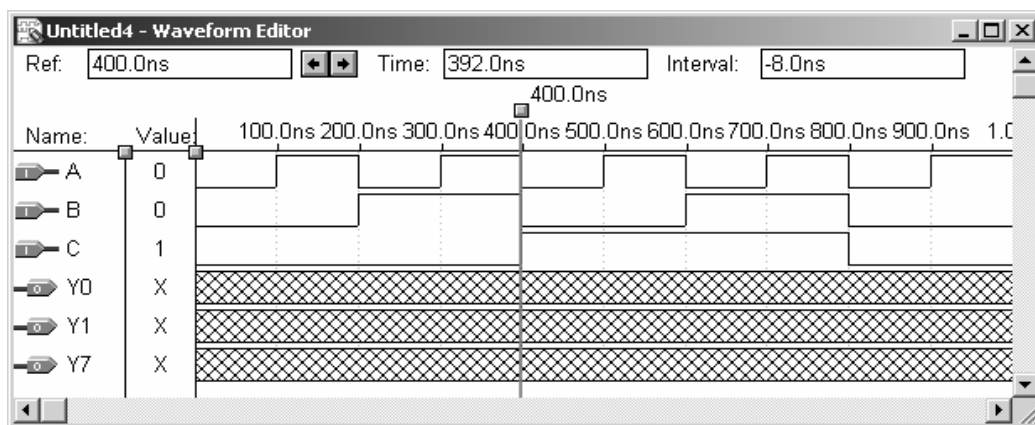 Untitled4 - Waveform Editor
Ref: 400.0ns Time: 392.0ns Interval: -8.0ns
400.0ns
Name: Value: 100.0ns 200.0ns 300.0ns 400.0ns 500.0ns 600.0ns 700.0ns 800.0ns 900.0ns 1.0
A 0
B 0
C 1
Y0 X
Y1 X
Y7 X